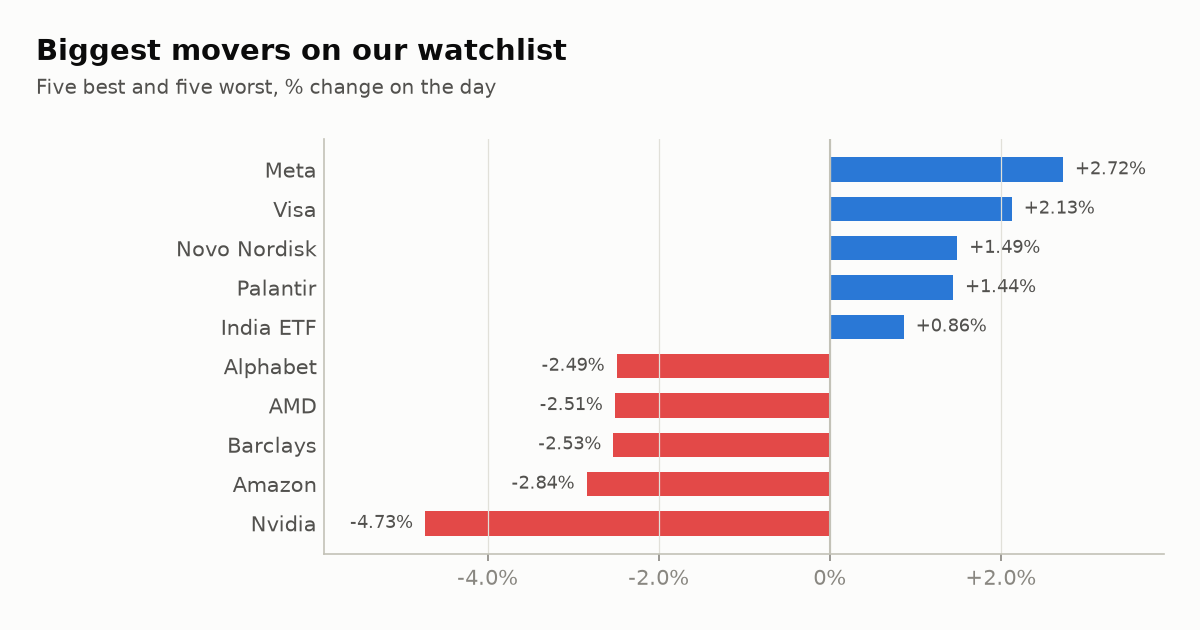 Biggest movers on our watchlist
Five best and five worst, % change on the day
Meta +2.72%
Visa +2.13%
Novo Nordisk +1.49%
Palantir +1.44%
India ETF +0.86%
Alphabet -2.49%
AMD -2.51%
Barclays -2.53%
Amazon -2.84%
Nvidia -4.73%
-4.0% -2.0% 0% +2.0%